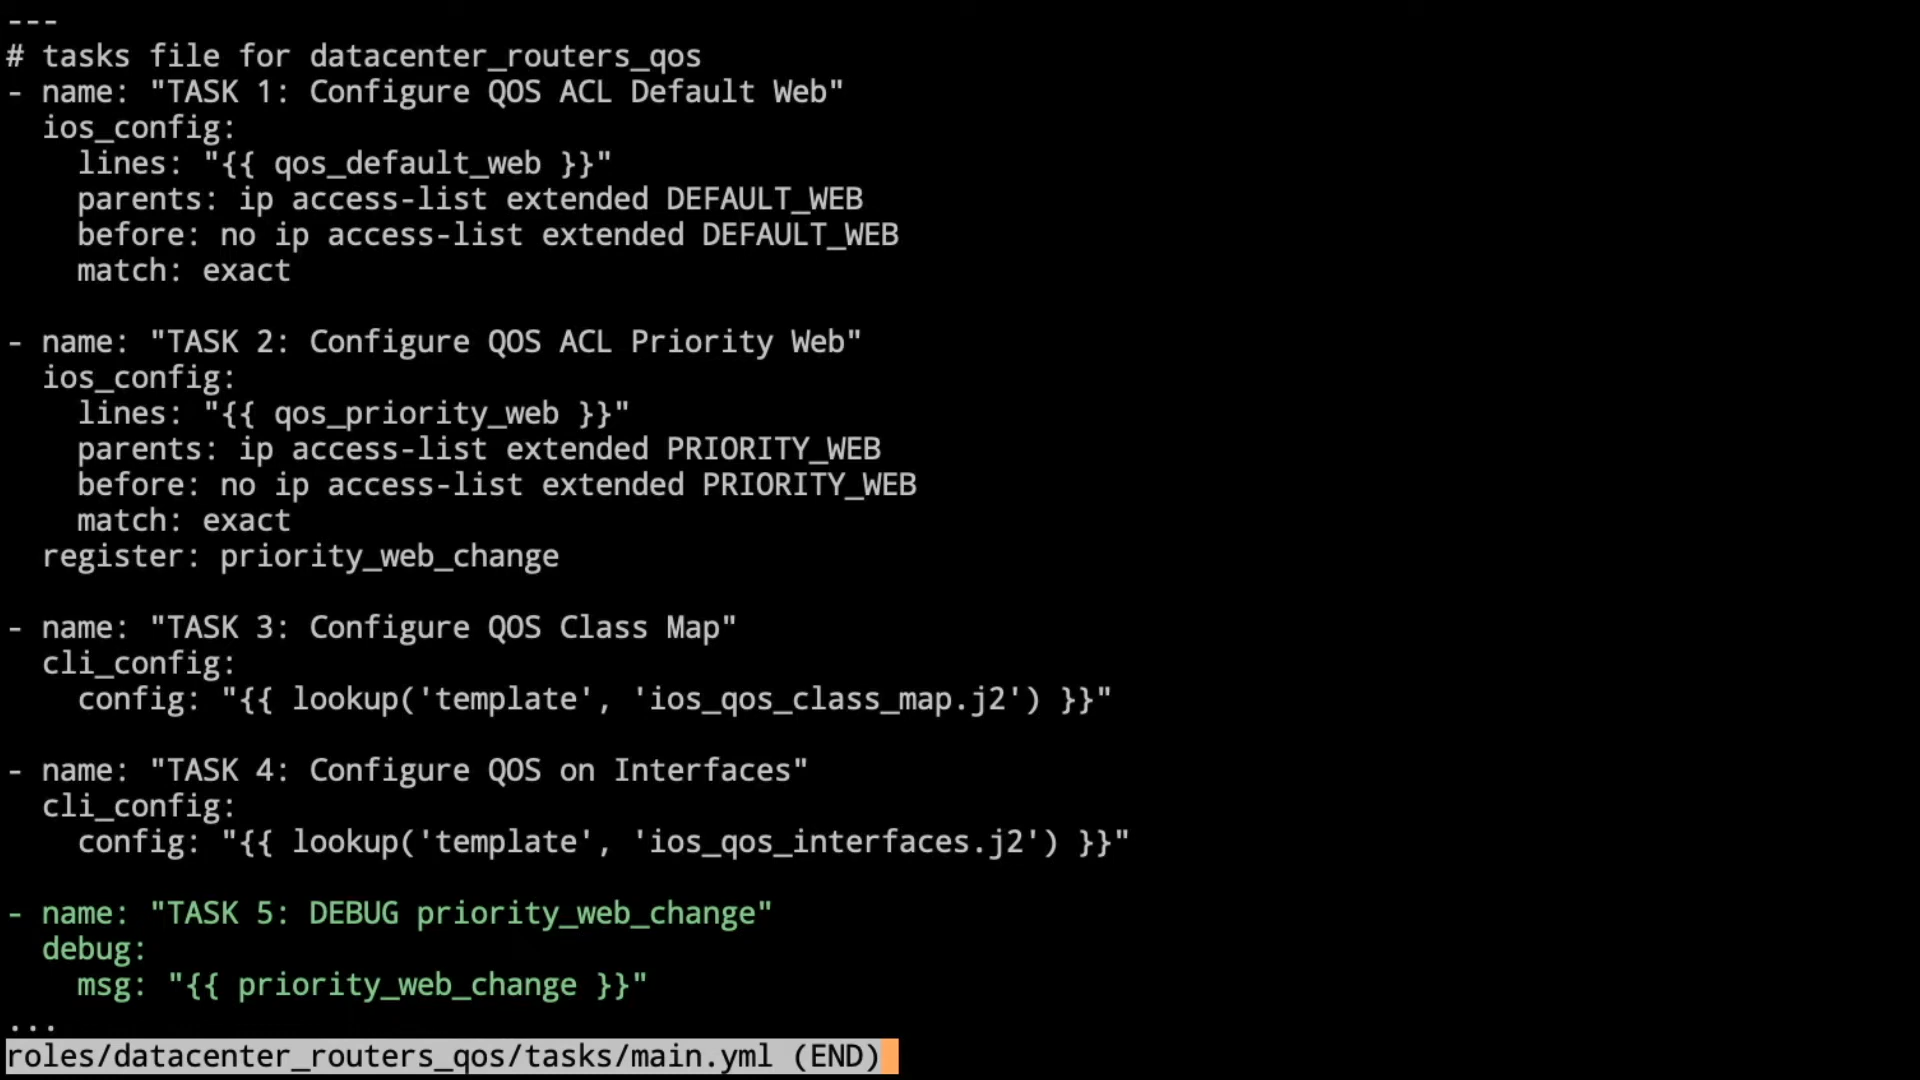 ---
# tasks file for datacenter_routers_qos
- name: "TASK 1: Configure QOS ACL Default Web"
  ios_config:
    lines: "{{ qos_default_web }}"
    parents: ip access-list extended DEFAULT_WEB
    before: no ip access-list extended DEFAULT_WEB
    match: exact

- name: "TASK 2: Configure QOS ACL Priority Web"
  ios_config:
    lines: "{{ qos_priority_web }}"
    parents: ip access-list extended PRIORITY_WEB
    before: no ip access-list extended PRIORITY_WEB
    match: exact
  register: priority_web_change

- name: "TASK 3: Configure QOS Class Map"
  cli_config:
    config: "{{ lookup('template', 'ios_qos_class_map.j2') }}"

- name: "TASK 4: Configure QOS on Interfaces"
  cli_config:
    config: "{{ lookup('template', 'ios_qos_interfaces.j2') }}"

- name: "TASK 5: DEBUG priority_web_change"
  debug:
    msg: "{{ priority_web_change }}"
...
roles/datacenter_routers_qos/tasks/main.yml (END)